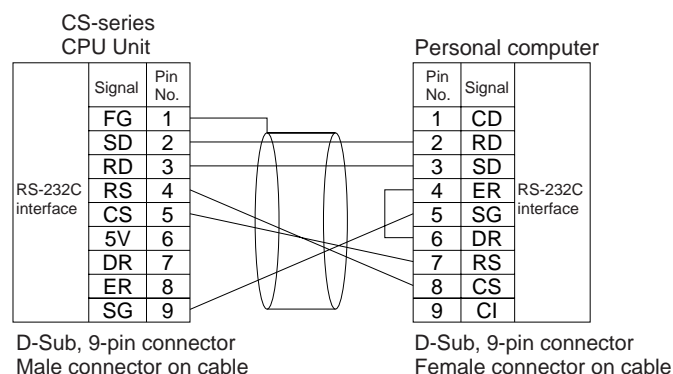 CS-series
CPU Unit
Personal computer
Signal Pin No.
Pin No. Signal
FG 1
1 CD
SD 2
2 RD
RD 3
3 SD
RS-232C interface
RS 4
4 ER
RS-232C interface
CS 5
5 SG
5V 6
6 DR
DR 7
7 RS
ER 8
8 CS
SG 9
9 CI
D-Sub, 9-pin connector
Male connector on cable
D-Sub, 9-pin connector
Female connector on cable